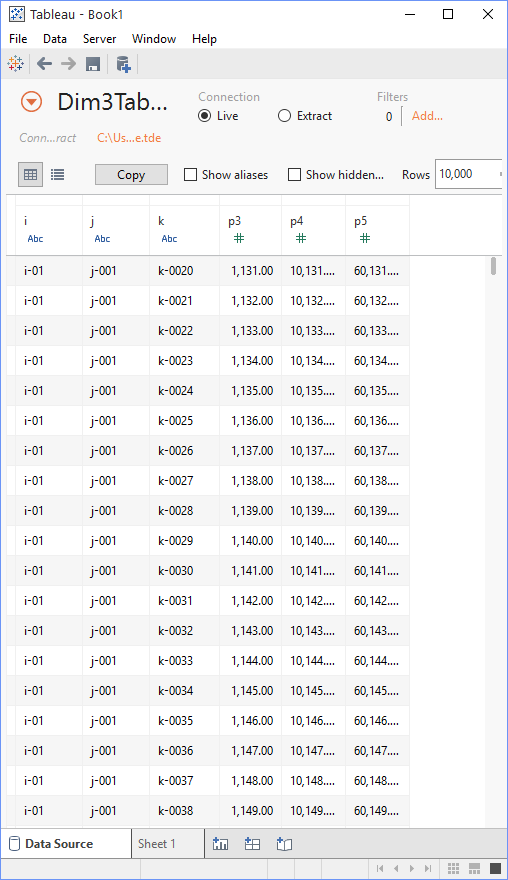 Tableau - Book1
File Data Server Window Help
Dim3Tab...
Connection
Live Extract
Filters
0 Add...
Conn...ract C:\Us...e.tde
Copy Show aliases Show hidden... Rows 10,000
i j k p3 p4 p5
Abc Abc Abc # # #
i-01 j-001 k-0020 1,131.00 10,131.... 60,131....
i-01 j-001 k-0021 1,132.00 10,132.... 60,132....
i-01 j-001 k-0022 1,133.00 10,133.... 60,133....
i-01 j-001 k-0023 1,134.00 10,134.... 60,134....
i-01 j-001 k-0024 1,135.00 10,135.... 60,135....
i-01 j-001 k-0025 1,136.00 10,136.... 60,136....
i-01 j-001 k-0026 1,137.00 10,137.... 60,137....
i-01 j-001 k-0027 1,138.00 10,138.... 60,138....
i-01 j-001 k-0028 1,139.00 10,139.... 60,139....
i-01 j-001 k-0029 1,140.00 10,140.... 60,140....
i-01 j-001 k-0030 1,141.00 10,141.... 60,141....
i-01 j-001 k-0031 1,142.00 10,142.... 60,142....
i-01 j-001 k-0032 1,143.00 10,143.... 60,143....
i-01 j-001 k-0033 1,144.00 10,144.... 60,144....
i-01 j-001 k-0034 1,145.00 10,145.... 60,145....
i-01 j-001 k-0035 1,146.00 10,146.... 60,146....
i-01 j-001 k-0036 1,147.00 10,147.... 60,147....
i-01 j-001 k-0037 1,148.00 10,148.... 60,148....
i-01 j-001 k-0038 1,149.00 10,149.... 60,149....
Data Source Sheet 1